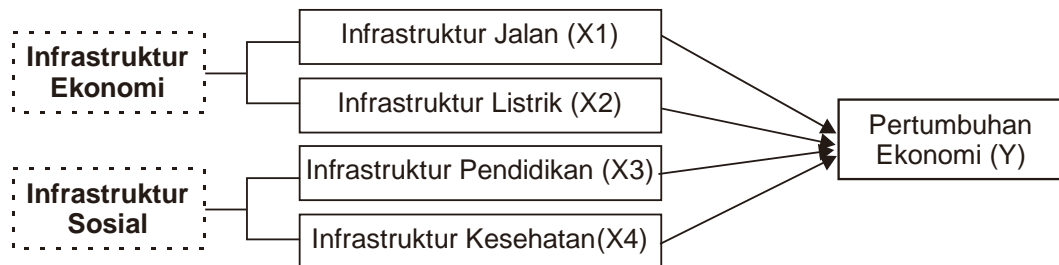 Infrastruktur
Ekonomi
Infrastruktur Jalan (X1)
Infrastruktur Listrik (X2)
Infrastruktur
Sosial
Infrastruktur Pendidikan (X3)
Infrastruktur Kesehatan(X4)
Pertumbuhan
Ekonomi (Y)